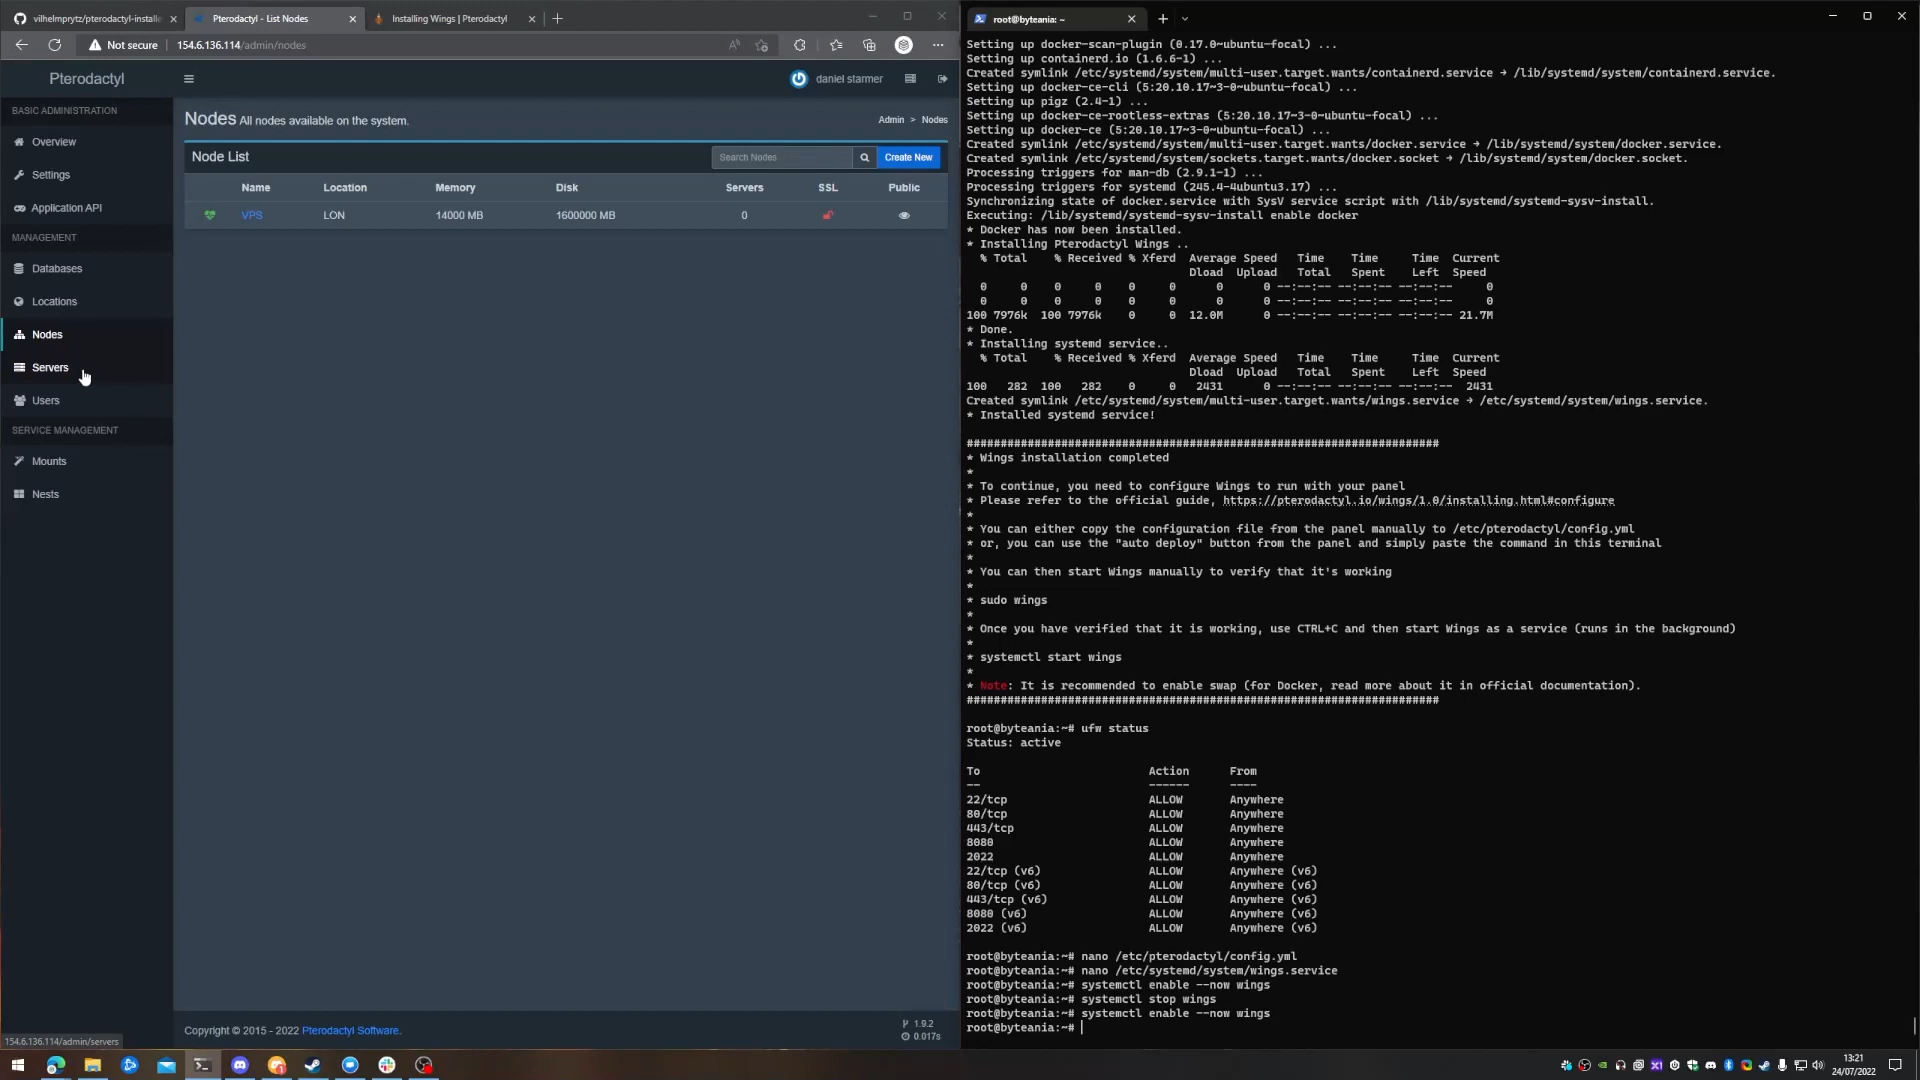 vilhelmprytz/pterodactyl-installe
Pterodactyl - List Nodes
Installing Wings | Pterodactyl
Not secure
154.6.136.114/admin/nodes
Pterodactyl
daniel starmer
BASIC ADMINISTRATION
Overview
Settings
Application API
MANAGEMENT
Databases
Locations
Nodes
Servers
Users
SERVICE MANAGEMENT
Mounts
Nests
Nodes All nodes available on the system.
Admin > Nodes
Node List
Search Nodes
Create New
Name Location Memory Disk Servers SSL Public
VPS LON 14000 MB 1600000 MB 0
Copyright © 2015 - 2022 Pterodactyl Software.
1.9.2
0.017s
154.6.136.114/admin/servers
root@byteania: ~
Setting up docker-scan-plugin (0.17.0~ubuntu-focal) ...
Setting up containerd.io (1.6.6-1) ...
Created symlink /etc/systemd/system/multi-user.target.wants/containerd.service → /lib/systemd/system/containerd.service.
Setting up docker-ce-cli (5:20.10.17~3-0~ubuntu-focal) ...
Setting up pigz (2.4-1) ...
Setting up docker-ce-rootless-extras (5:20.10.17~3-0~ubuntu-focal) ...
Setting up docker-ce (5:20.10.17~3-0~ubuntu-focal) ...
Created symlink /etc/systemd/system/multi-user.target.wants/docker.service → /lib/systemd/system/docker.service.
Created symlink /etc/systemd/system/sockets.target.wants/docker.socket → /lib/systemd/system/docker.socket.
Processing triggers for man-db (2.9.1-1) ...
Processing triggers for systemd (245.4-4ubuntu3.17) ...
Synchronizing state of docker.service with SysV service script with /lib/systemd/systemd-sysv-install.
Executing: /lib/systemd/systemd-sysv-install enable docker
* Docker has now been installed.
* Installing Pterodactyl Wings ..
% Total % Received % Xferd Average Speed Time Time Time Current
Dload Upload Total Spent Left Speed
0 0 0 0 0 0 0 0 --:--:-- --:--:-- --:--:-- 0
0 0 0 0 0 0 0 0 --:--:-- --:--:-- --:--:-- 0
100 7976k 100 7976k 0 0 12.0M 0 --:--:-- --:--:-- --:--:-- 21.7M
* Done.
* Installing systemd service..
% Total % Received % Xferd Average Speed Time Time Time Current
Dload Upload Total Spent Left Speed
100 282 100 282 0 0 2431 0 --:--:-- --:--:-- --:--:-- 2431
Created symlink /etc/systemd/system/multi-user.target.wants/wings.service → /etc/systemd/system/wings.service.
* Installed systemd service!
######################################################################
* Wings installation completed
*
* To continue, you need to configure Wings to run with your panel
* Please refer to the official guide, https://pterodactyl.io/wings/1.0/installing.html#configure
*
* You can either copy the configuration file from the panel manually to /etc/pterodactyl/config.yml
* or, you can use the "auto deploy" button from the panel and simply paste the command in this terminal
*
* You can then start Wings manually to verify that it's working
*
* sudo wings
*
* Once you have verified that it is working, use CTRL+C and then start Wings as a service (runs in the background)
*
* systemctl start wings
*
* Note: It is recommended to enable swap (for Docker, read more about it in official documentation).
######################################################################
root@byteania:~# ufw status
Status: active
To Action From
-- ------ ----
22/tcp ALLOW Anywhere
80/tcp ALLOW Anywhere
443/tcp ALLOW Anywhere
8080 ALLOW Anywhere
2022 ALLOW Anywhere
22/tcp (v6) ALLOW Anywhere (v6)
80/tcp (v6) ALLOW Anywhere (v6)
443/tcp (v6) ALLOW Anywhere (v6)
8080 (v6) ALLOW Anywhere (v6)
2022 (v6) ALLOW Anywhere (v6)
root@byteania:~# nano /etc/pterodactyl/config.yml
root@byteania:~# nano /etc/systemd/system/wings.service
root@byteania:~# systemctl enable --now wings
root@byteania:~# systemctl stop wings
root@byteania:~# systemctl enable --now wings
root@byteania:~#
13:21
24/07/2022